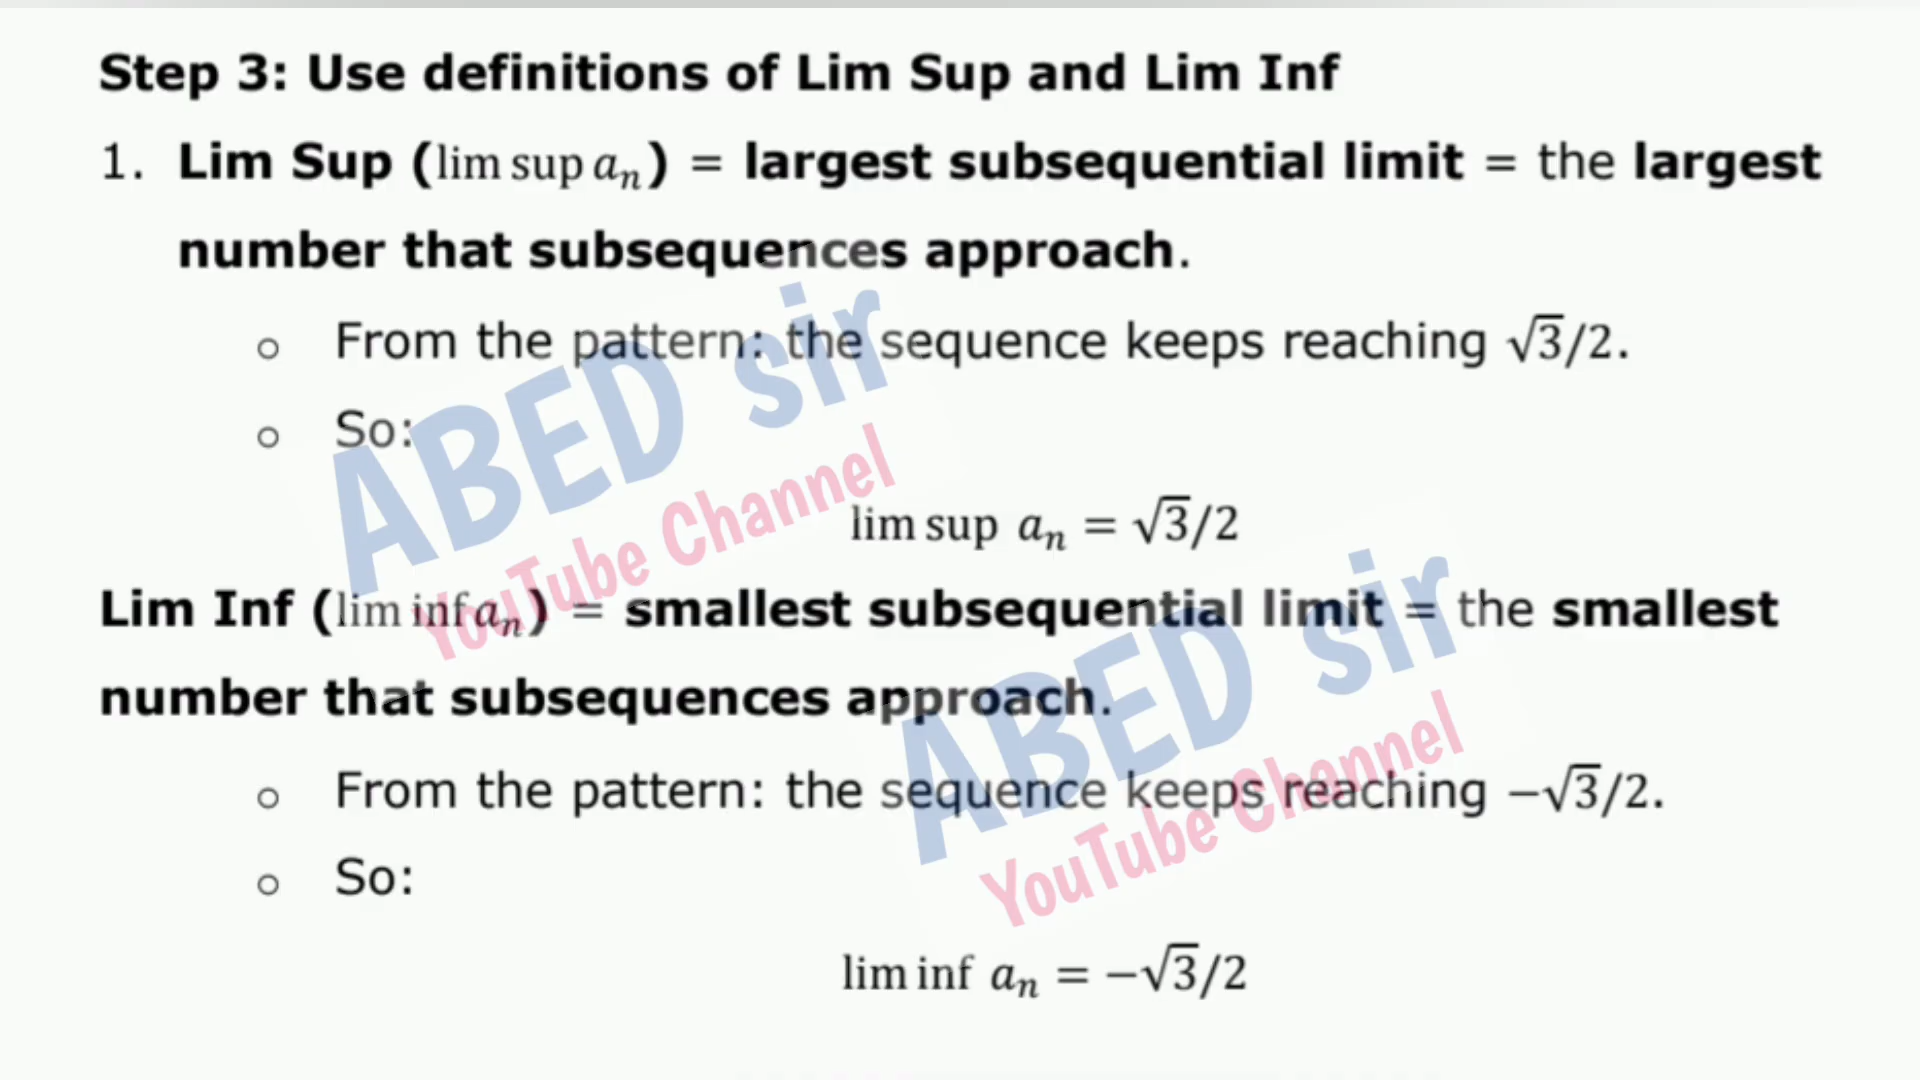 Step 3: Use definitions of Lim Sup and Lim Inf
1. Lim Sup (lim sup aₙ) = largest subsequential limit = the largest
number that subsequences approach.
○ From the pattern: the sequence keeps reaching √3/2.
○ So:
lim sup aₙ = √3/2
Lim Inf (lim inf aₙ) = smallest subsequential limit = the smallest
number that subsequences approach.
○ From the pattern: the sequence keeps reaching −√3/2.
○ So:
lim inf aₙ = −√3/2
ABED sir
YouTube Channel
ABED sir
YouTube Channel